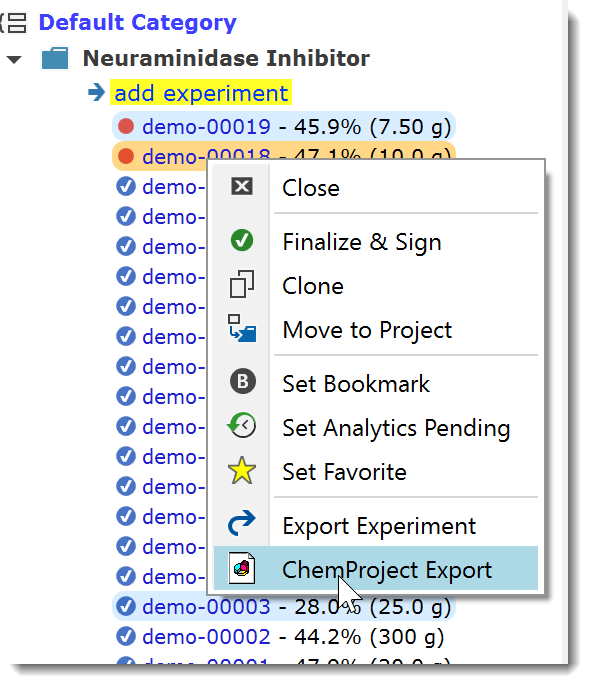 Default Category
Neuraminidase Inhibitor
add experiment
demo-00019 - 45.9% (7.50 g)
demo-00018 - 47.1% (10.0 g)
demo-
demo-
demo-
demo-
demo-
demo-
demo-
demo-
demo-
demo-
demo-
demo-
demo-
demo-
Close
Finalize & Sign
Clone
Move to Project
B
Set Bookmark
Set Analytics Pending
Set Favorite
Export Experiment
ChemProject Export
demo-00003 - 28.0% (25.0 g)
demo-00002 - 44.2% (300 g)
demo-00001 - 47.9%